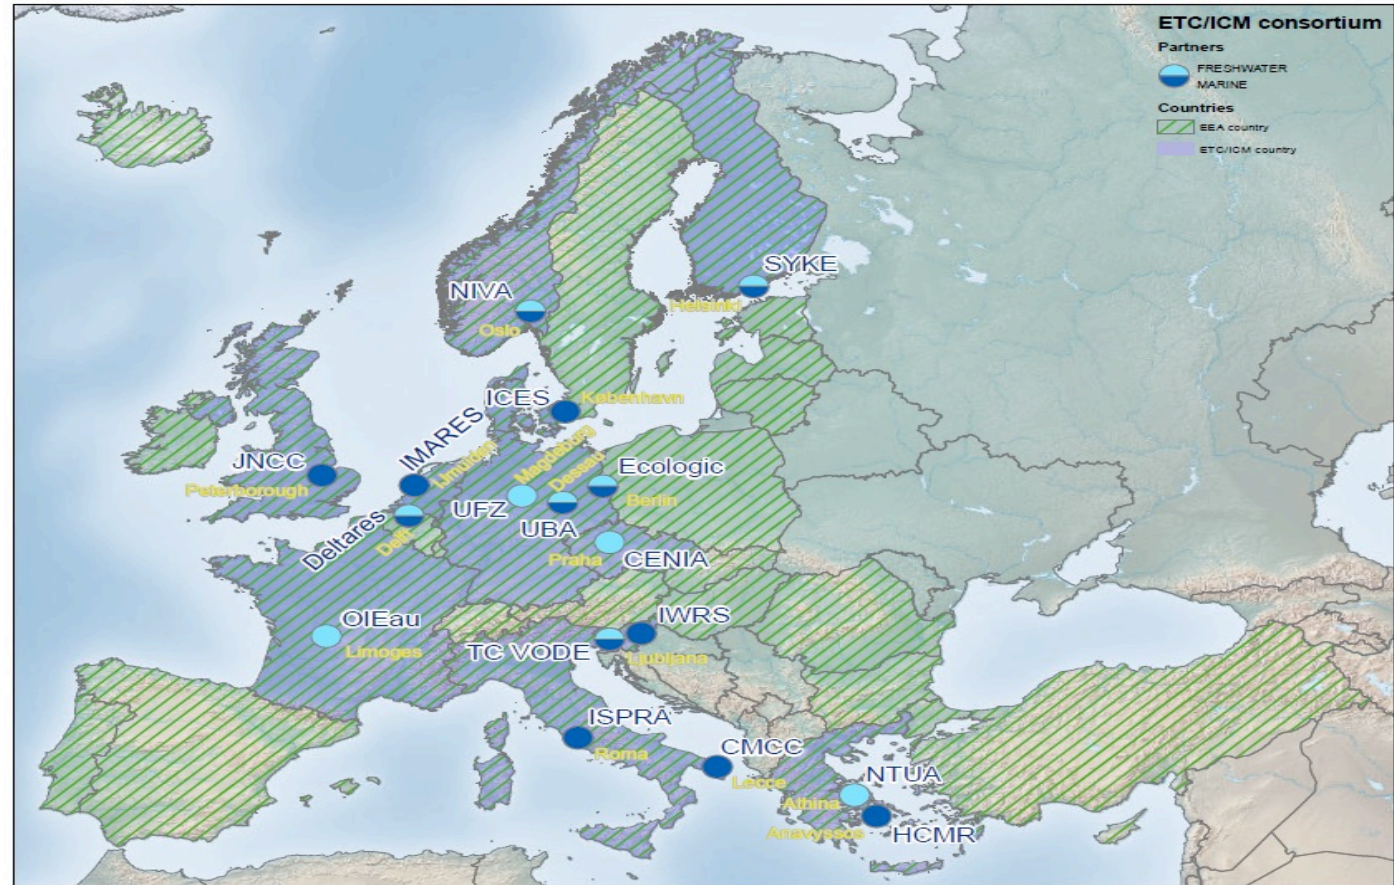 ETC/ICM consortium
Partners
FRESHWATER
MARINE
Countries
EEA country
ETC/ICM country
SYKE
Helsinki
NIVA
Oslo
ICES
København
IMARES
IJmuiden
JNCC
Peterborough
Magdeburg
Dessau
Ecologic
Berlin
UFZ
UBA
Deltares
Delft
Praha
CENIA
OIEau
Limoges
IWRS
TC VODE
Ljubljana
ISPRA
Roma
CMCC
Lecce
NTUA
Athina
Anavyssos
HCMR